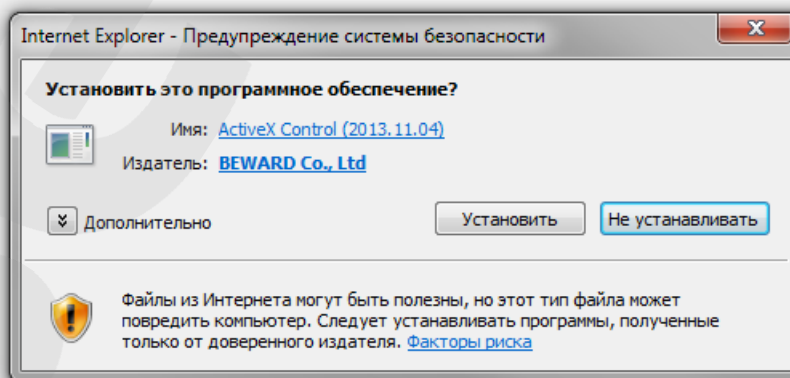 Internet Explorer - Предупреждение системы безопасности
Установить это программное обеспечение?
Имя: ActiveX Control (2013.11.04)
Издатель: BEWARD Co., Ltd
Дополнительно
Установить
Не устанавливать
Файлы из Интернета могут быть полезны, но этот тип файла может
повредить компьютер. Следует устанавливать программы, полученные
только от доверенного издателя. Факторы риска